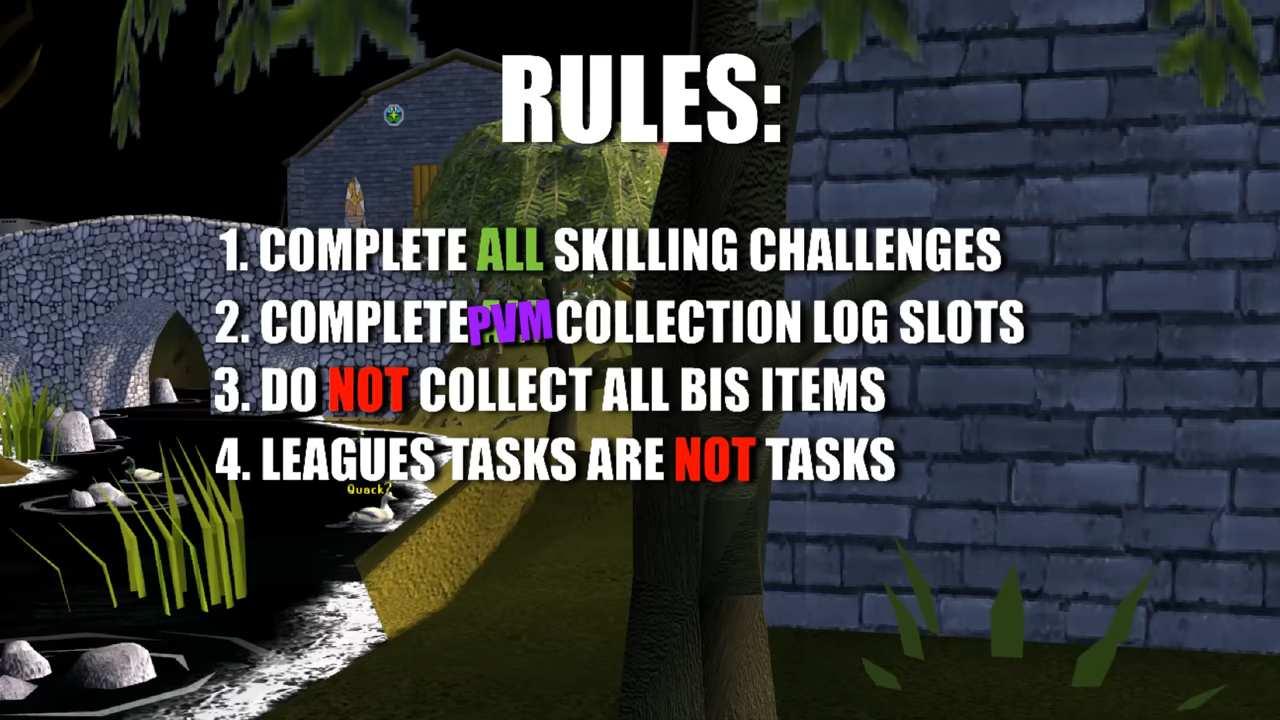 RULES:
1. COMPLETE ALL SKILLING CHALLENGES
2. COMPLETE PVM COLLECTION LOG SLOTS
3. DO NOT COLLECT ALL BIS ITEMS
4. LEAGUES TASKS ARE NOT TASKS
Quack?